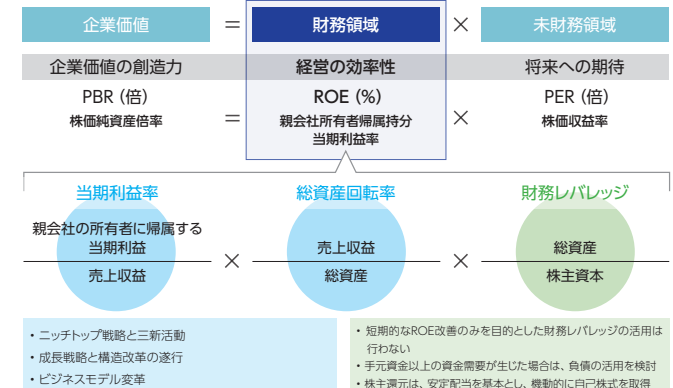 企業価値 = 財務領域 × 未財務領域
企業価値の創造力 経営の効率性 将来への期待
PBR（倍） ROE（%） PER（倍）
株価純資産倍率 = 親会社所有者帰属持分 × 株価収益率
当期利益率
当期利益率 総資産回転率 財務レバレッジ
親会社の所有者に帰属する
当期利益 売上収益 総資産
× ×
売上収益 総資産 株主資本
・ニッチトップ戦略と三新活動
・成長戦略と構造改革の遂行
・ビジネスモデル変革
・短期的なROE改善のみを目的とした財務レバレッジの活用は
行わない
・手元資金以上の資金需要が生じた場合は、負債の活用を検討
・株主還元は、安定配当を基本とし、機動的に自己株式を取得